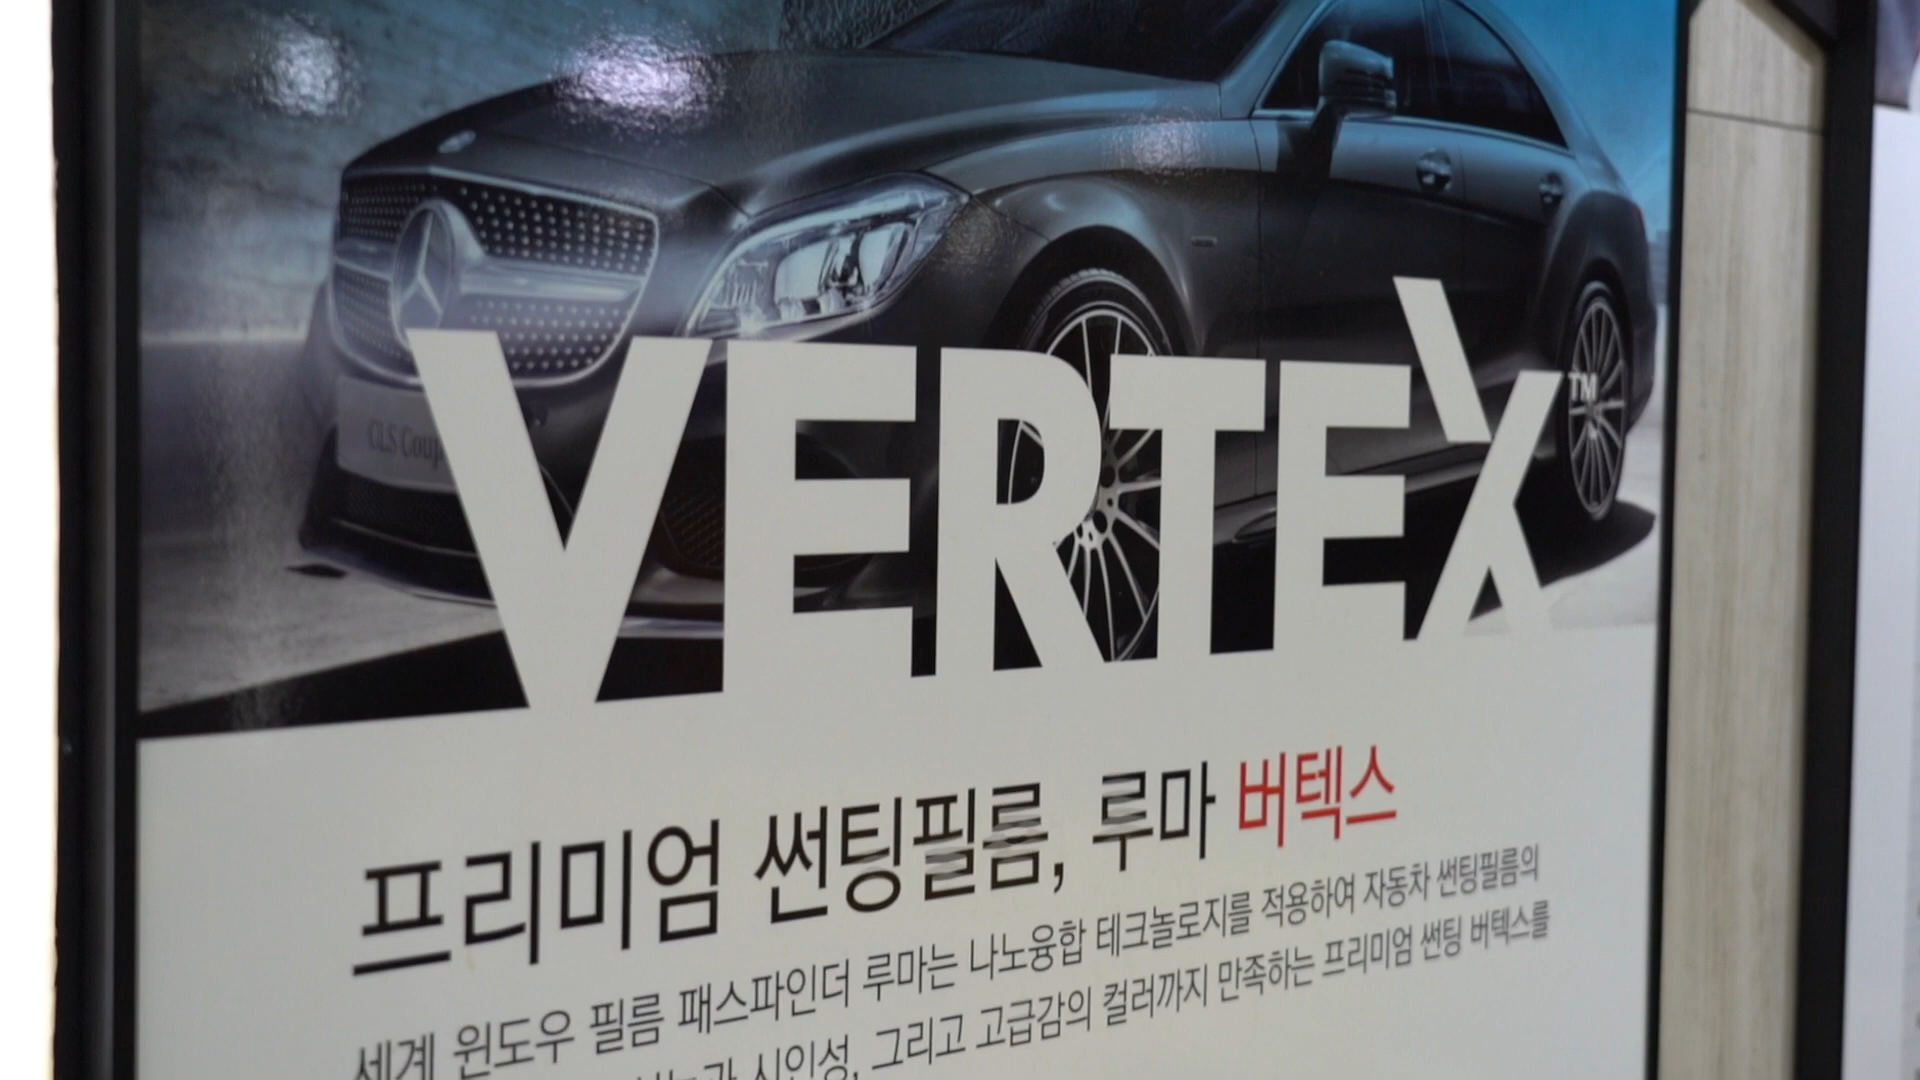 CLS Coup
VERTEX™
프리미엄 썬팅필름, 루마 버텍스
세계 윈도우 필름 패스파인더 루마는 나노융합 테크놀로지를 적용하여 자동차 썬팅필름의
시인성, 그리고 고급감의 컬러까지 만족하는 프리미엄 썬팅 버텍스를